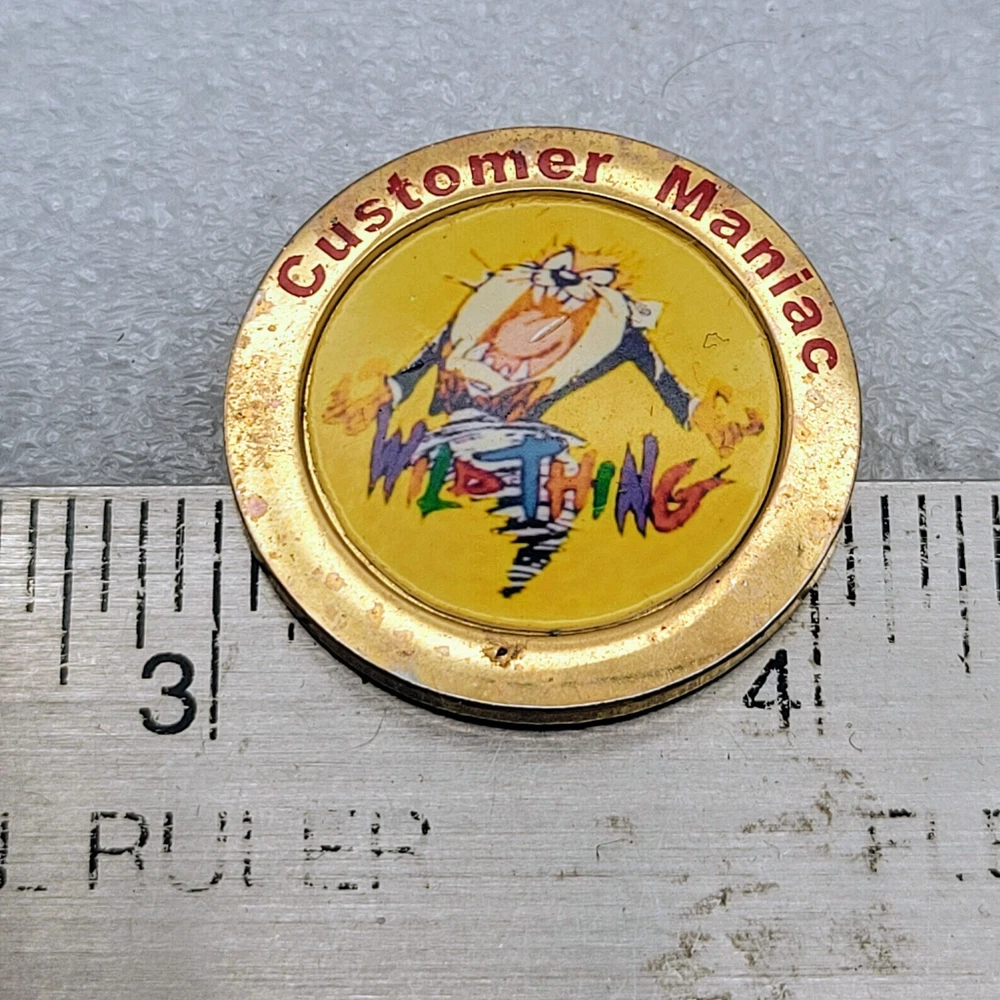 Customer Maniac
WILD THING
3 4
RULER